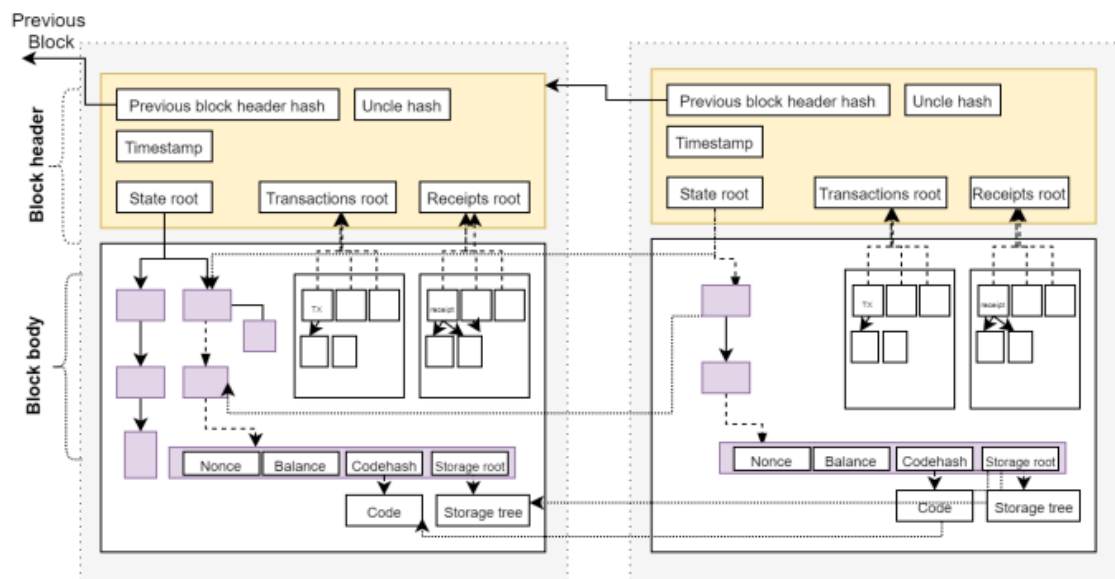 Previous
Block
Block header
Previous block header hash
Uncle hash
Timestamp
State root
Transactions root
Receipts root
Block body
TX
receipt
Nonce
Balance
Codehash
Storage root
Code
Storage tree
Previous block header hash
Uncle hash
Timestamp
State root
Transactions root
Receipts root
TX
receipt
Nonce
Balance
Codehash
Storage root
Code
Storage tree